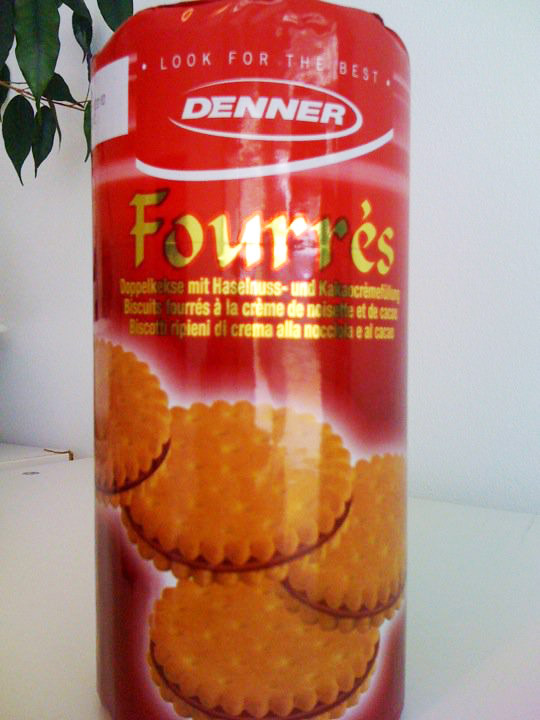 • LOOK FOR THE BEST •
DENNER
Fourrés
Doppelkekse mit Haselnuss- und Kakaocrèmefüllung
Biscuits fourrés à la crème de noisette et de cacao
Biscotti ripieni di crema alla nocciola e al cacao